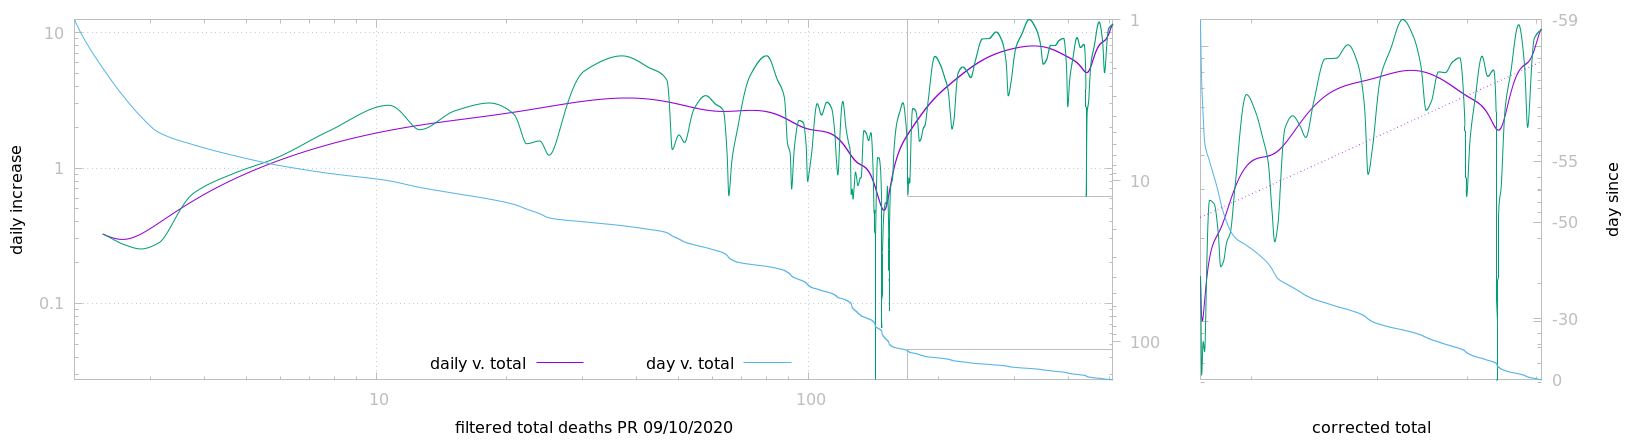 10
1
0.1
daily increase
1
10
100
daily v. total
day v. total
10
100
filtered total deaths PR 09/10/2020
-59
-55
-50
-30
0
day since
corrected total